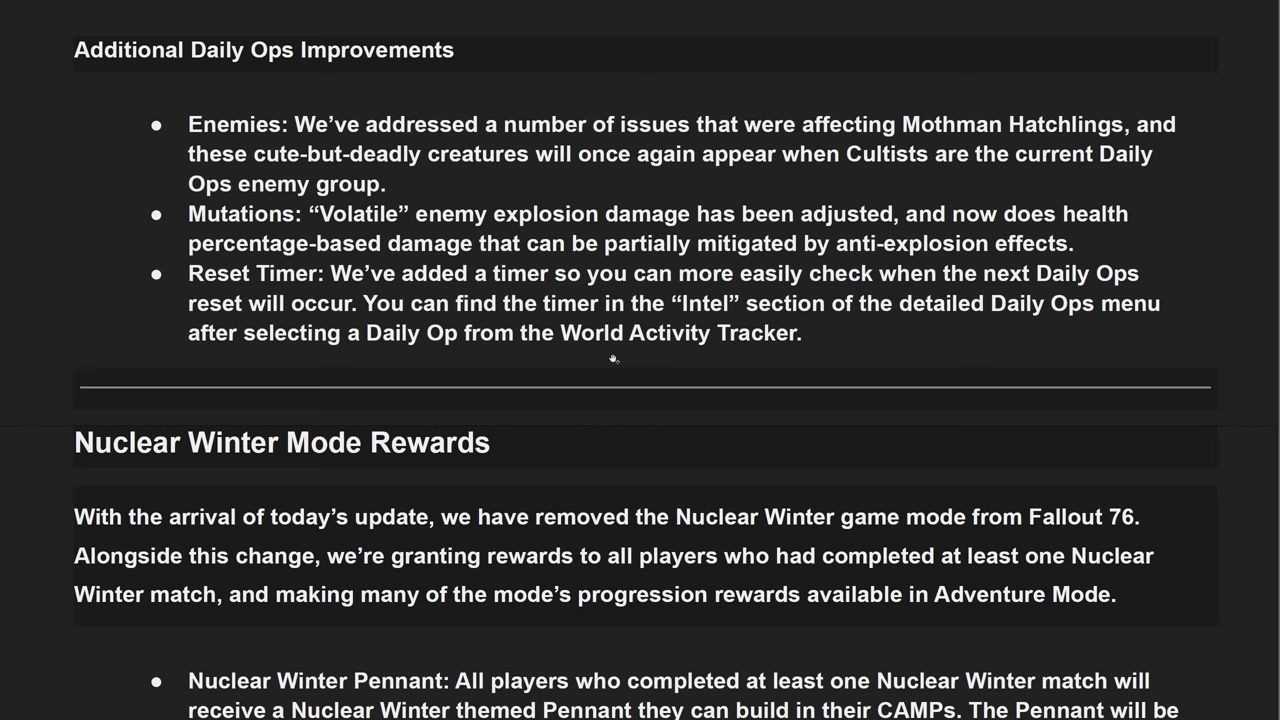 Additional Daily Ops Improvements
● Enemies: We’ve addressed a number of issues that were affecting Mothman Hatchlings, and
these cute-but-deadly creatures will once again appear when Cultists are the current Daily
Ops enemy group.
● Mutations: “Volatile” enemy explosion damage has been adjusted, and now does health
percentage-based damage that can be partially mitigated by anti-explosion effects.
● Reset Timer: We’ve added a timer so you can more easily check when the next Daily Ops
reset will occur. You can find the timer in the “Intel” section of the detailed Daily Ops menu
after selecting a Daily Op from the World Activity Tracker.
Nuclear Winter Mode Rewards
With the arrival of today’s update, we have removed the Nuclear Winter game mode from Fallout 76.
Alongside this change, we’re granting rewards to all players who had completed at least one Nuclear
Winter match, and making many of the mode’s progression rewards available in Adventure Mode.
● Nuclear Winter Pennant: All players who completed at least one Nuclear Winter match will
receive a Nuclear Winter themed Pennant they can build in their CAMPs. The Pennant will be